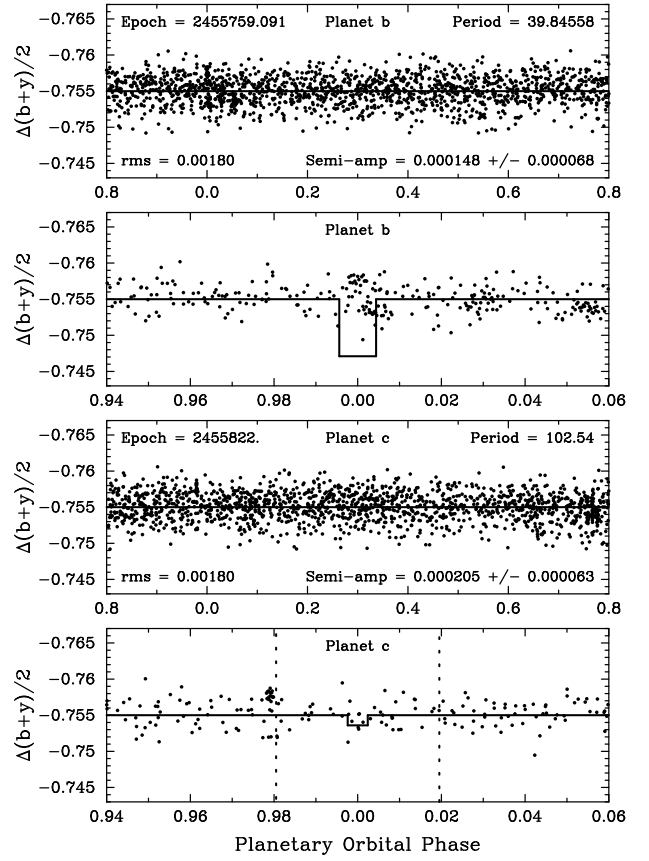 Epoch = 2455759.091 Planet b Period = 39.84558
−0.765
−0.76
−0.755
−0.75
−0.745
Δ(b+y)/2
rms = 0.00180 Semi-amp = 0.000148 +/- 0.000068
0.8 0.0 0.2 0.4 0.6 0.8
Planet b
−0.765
−0.76
−0.755
−0.75
−0.745
Δ(b+y)/2
0.94 0.96 0.98 0.00 0.02 0.04 0.06
Epoch = 2455822. Planet c Period = 102.54
−0.765
−0.76
−0.755
−0.75
−0.745
Δ(b+y)/2
rms = 0.00180 Semi-amp = 0.000205 +/- 0.000063
0.8 0.0 0.2 0.4 0.6 0.8
Planet c
−0.765
−0.76
−0.755
−0.75
−0.745
Δ(b+y)/2
0.94 0.96 0.98 0.00 0.02 0.04 0.06
Planetary Orbital Phase